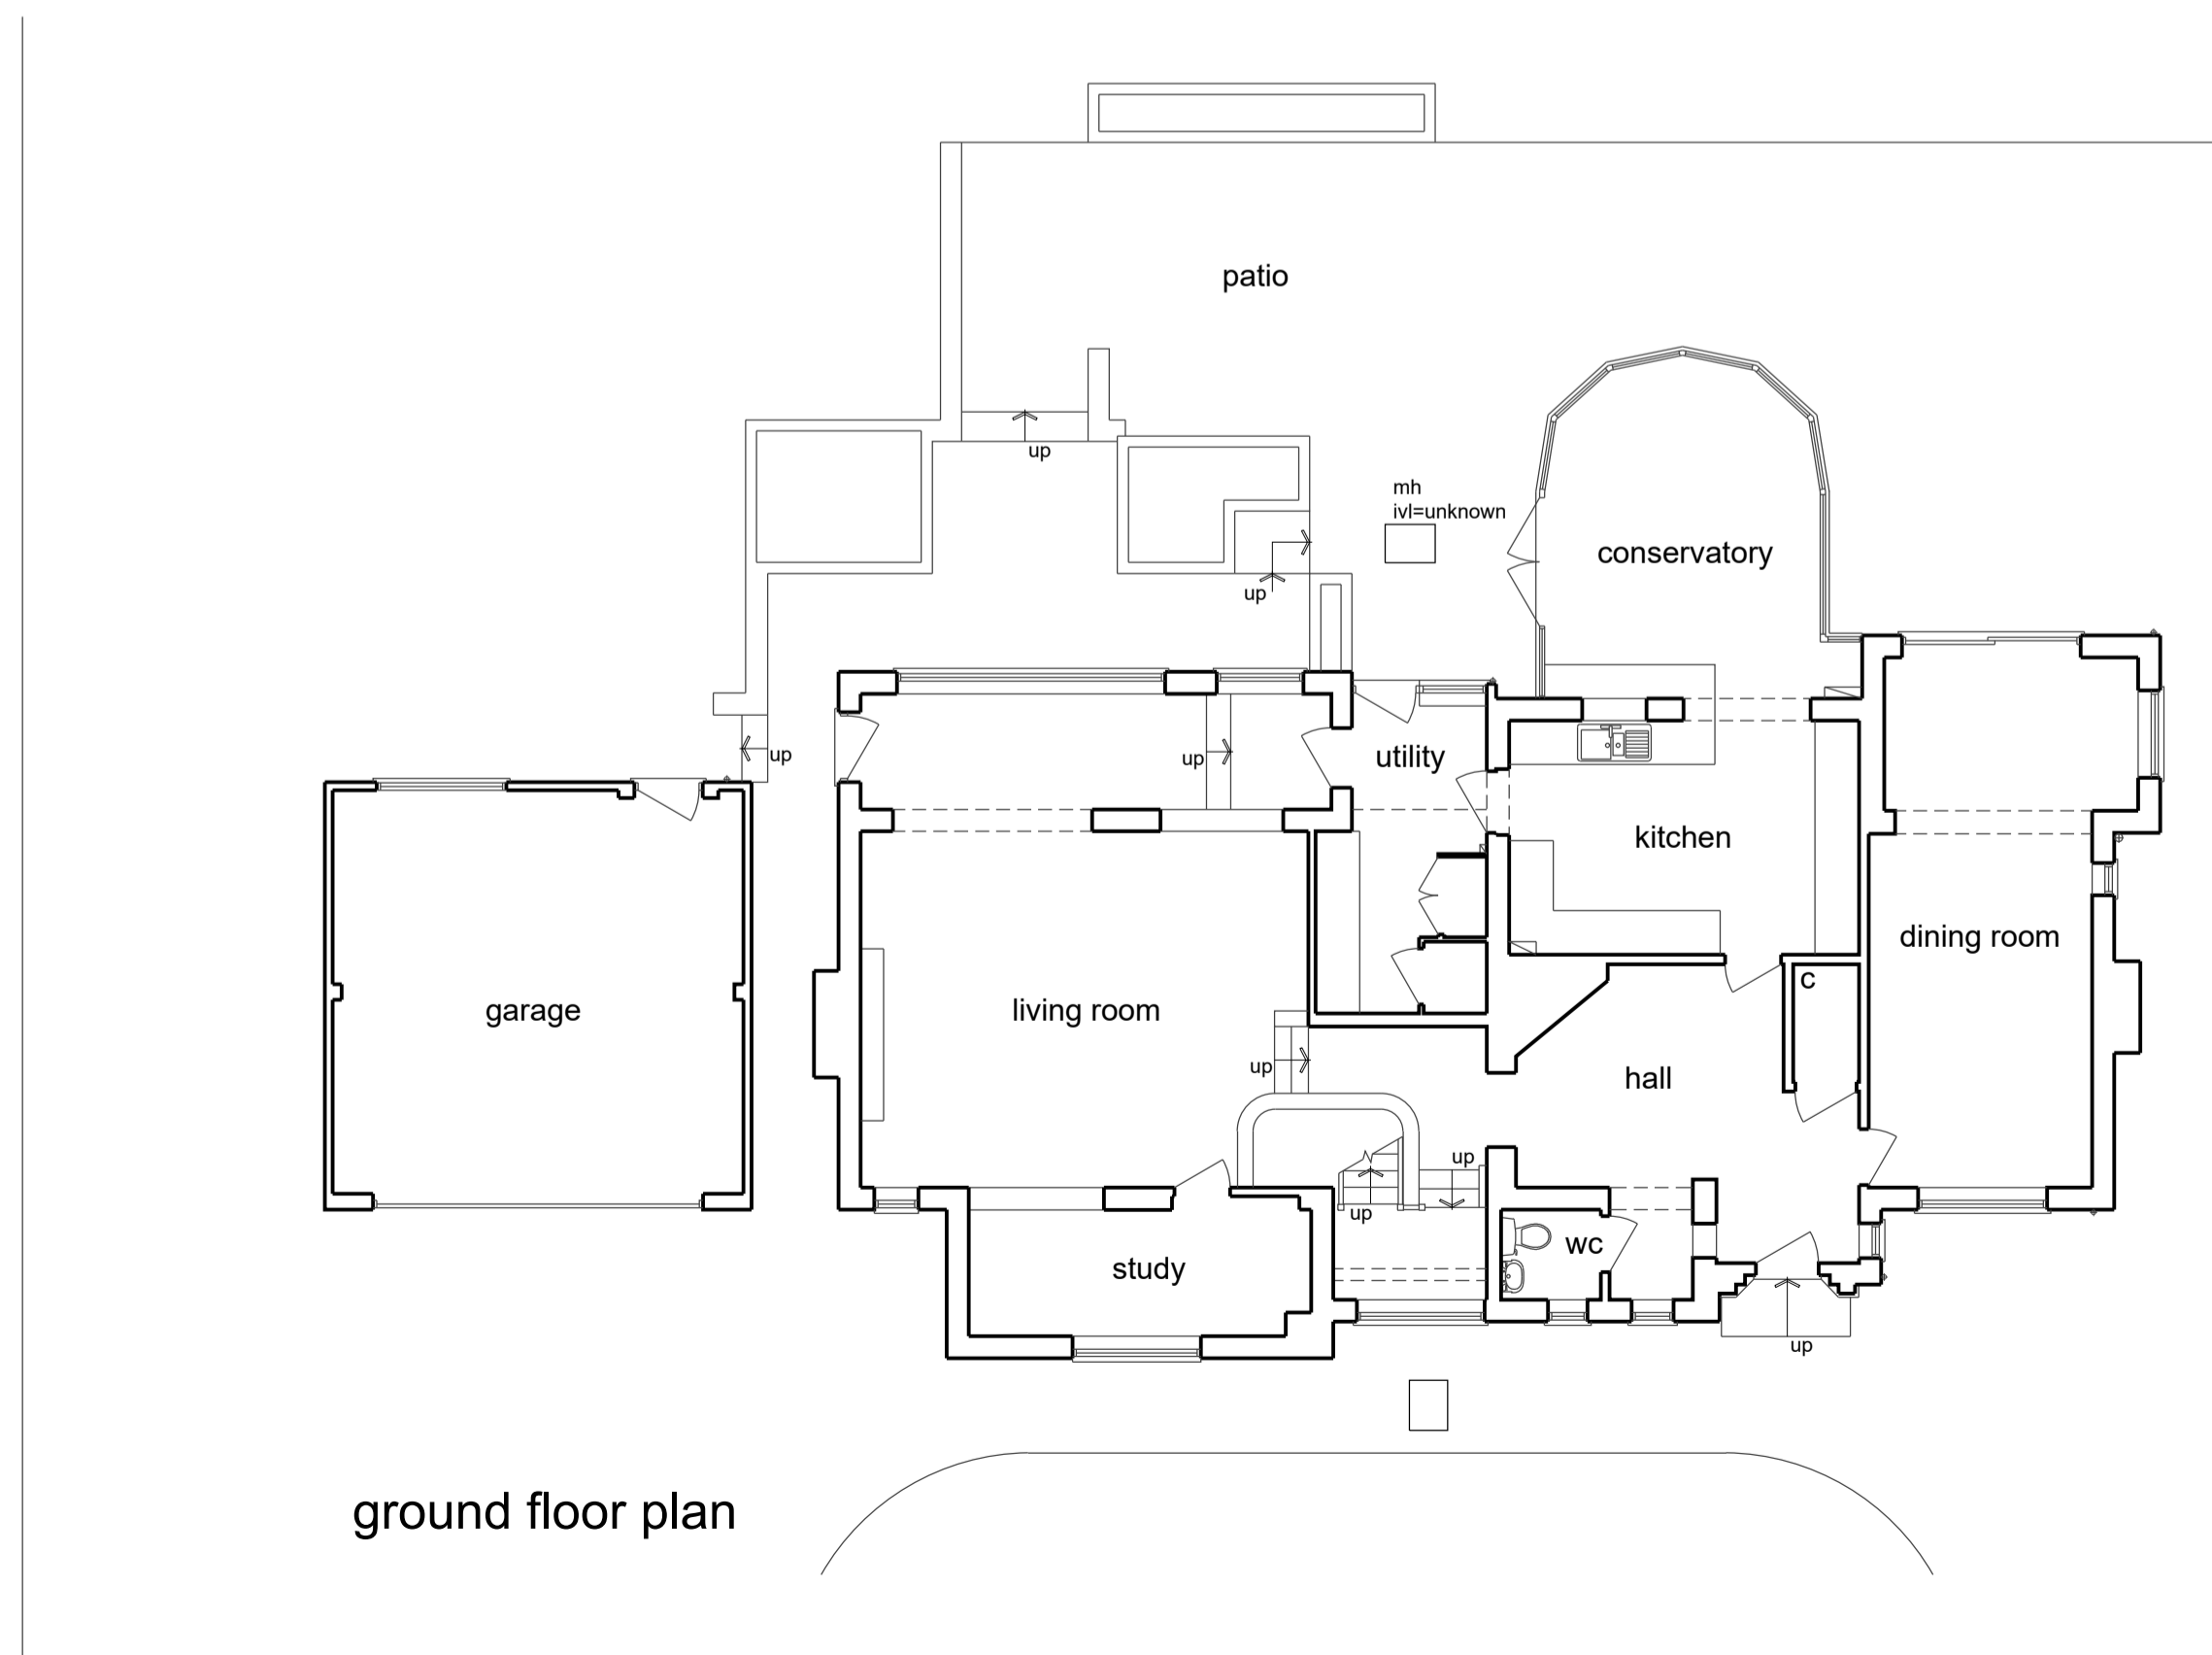 patio
up
mh
ivl=unknown
conservatory
up
up
up
utility
kitchen
dining room
c
garage
living room
up
hall
up
up
wc
study
up
ground floor plan